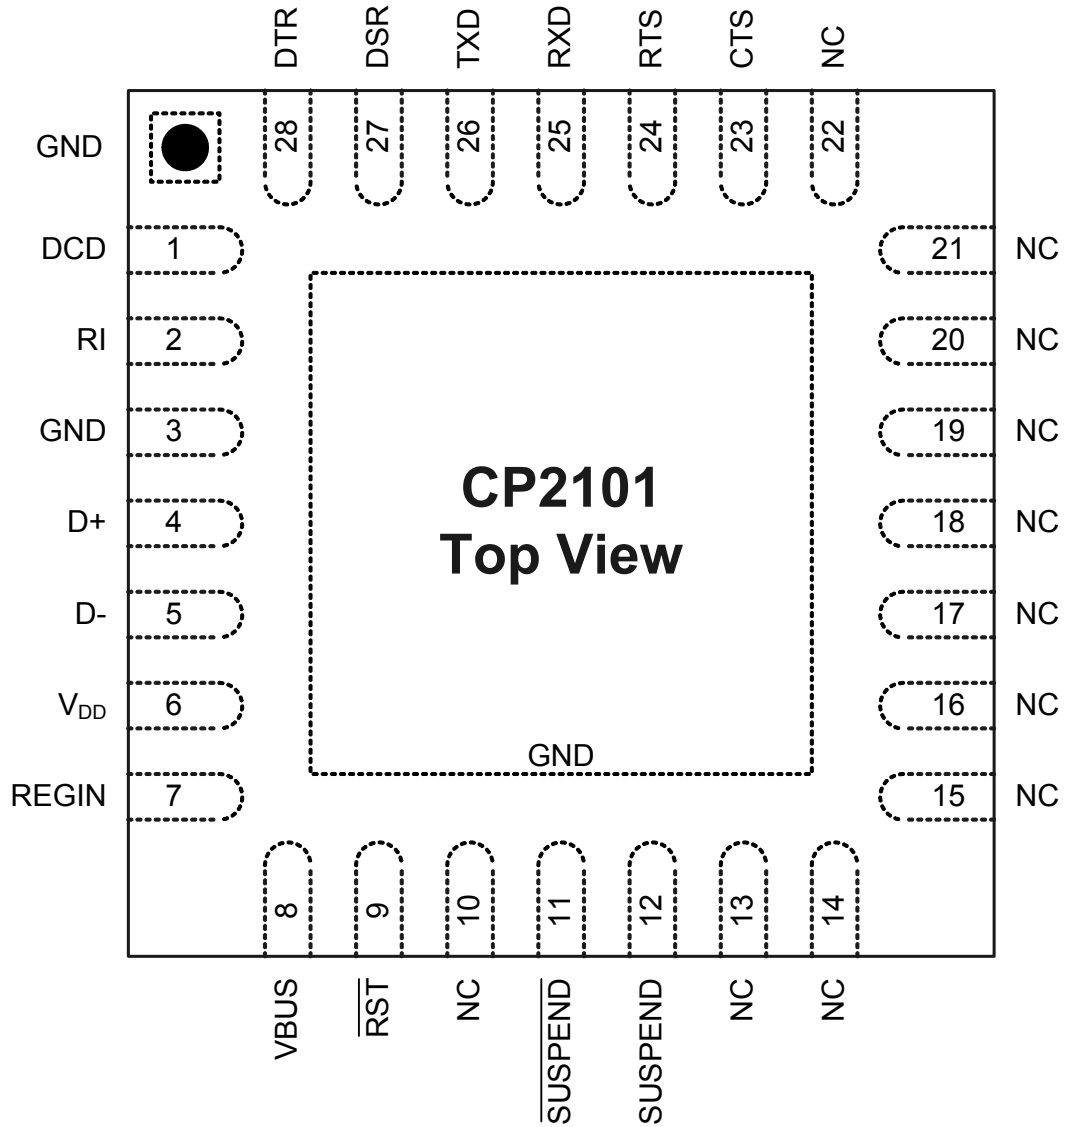 DTR DSR TXD RXD RTS CTS NC
28 27 26 25 24 23 22
GND
DCD 1
RI 2
GND 3
D+ 4
D- 5
VDD 6
REGIN 7
21 NC
20 NC
19 NC
18 NC
17 NC
16 NC
15 NC
CP2101
Top View
GND
8 9 10 11 12 13 14
VBUS RST NC SUSPEND SUSPEND NC NC